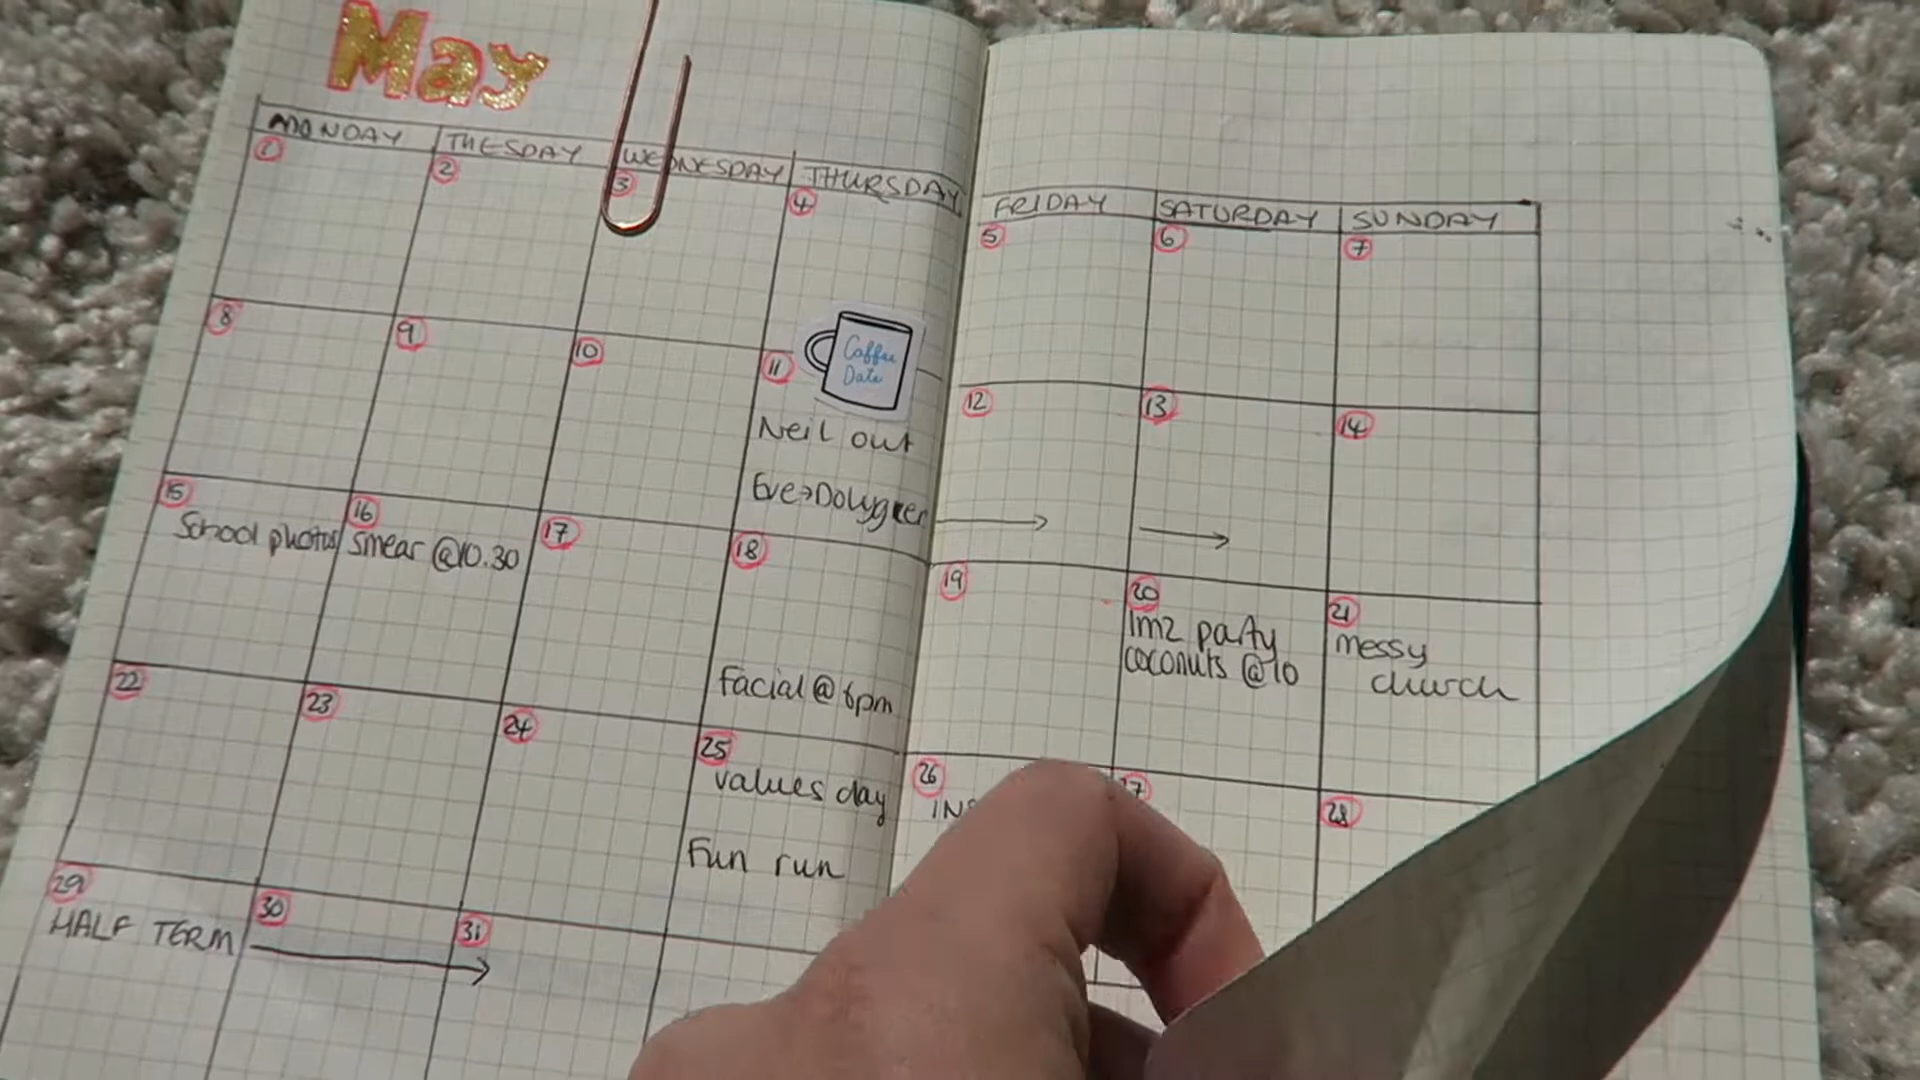 May
MONDAY TUESDAY WEDNESDAY THURSDAY FRIDAY SATURDAY SUNDAY
1 2 3 4 5 6 7
8 9 10 11 12 13 14
Coffee
Date
Neil out
Eve→Dolygaer → →
15 16 17 18 19 20 21
School photos
Smear @10.30
Facial @ 6pm
party
coconuts @10
messy
church
22 23 24 25 26 27 28
values day
Fun run
29 30 31
HALF TERM →